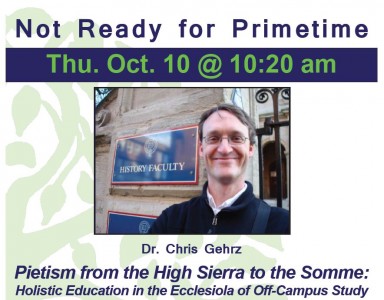 Not Ready for Primetime
Thu. Oct. 10 @ 10:20 am
HISTORY FACULTY
Dr. Chris Gehrz
Pietism from the High Sierra to the Somme:
Holistic Education in the Ecclesiola of Off-Campus Study